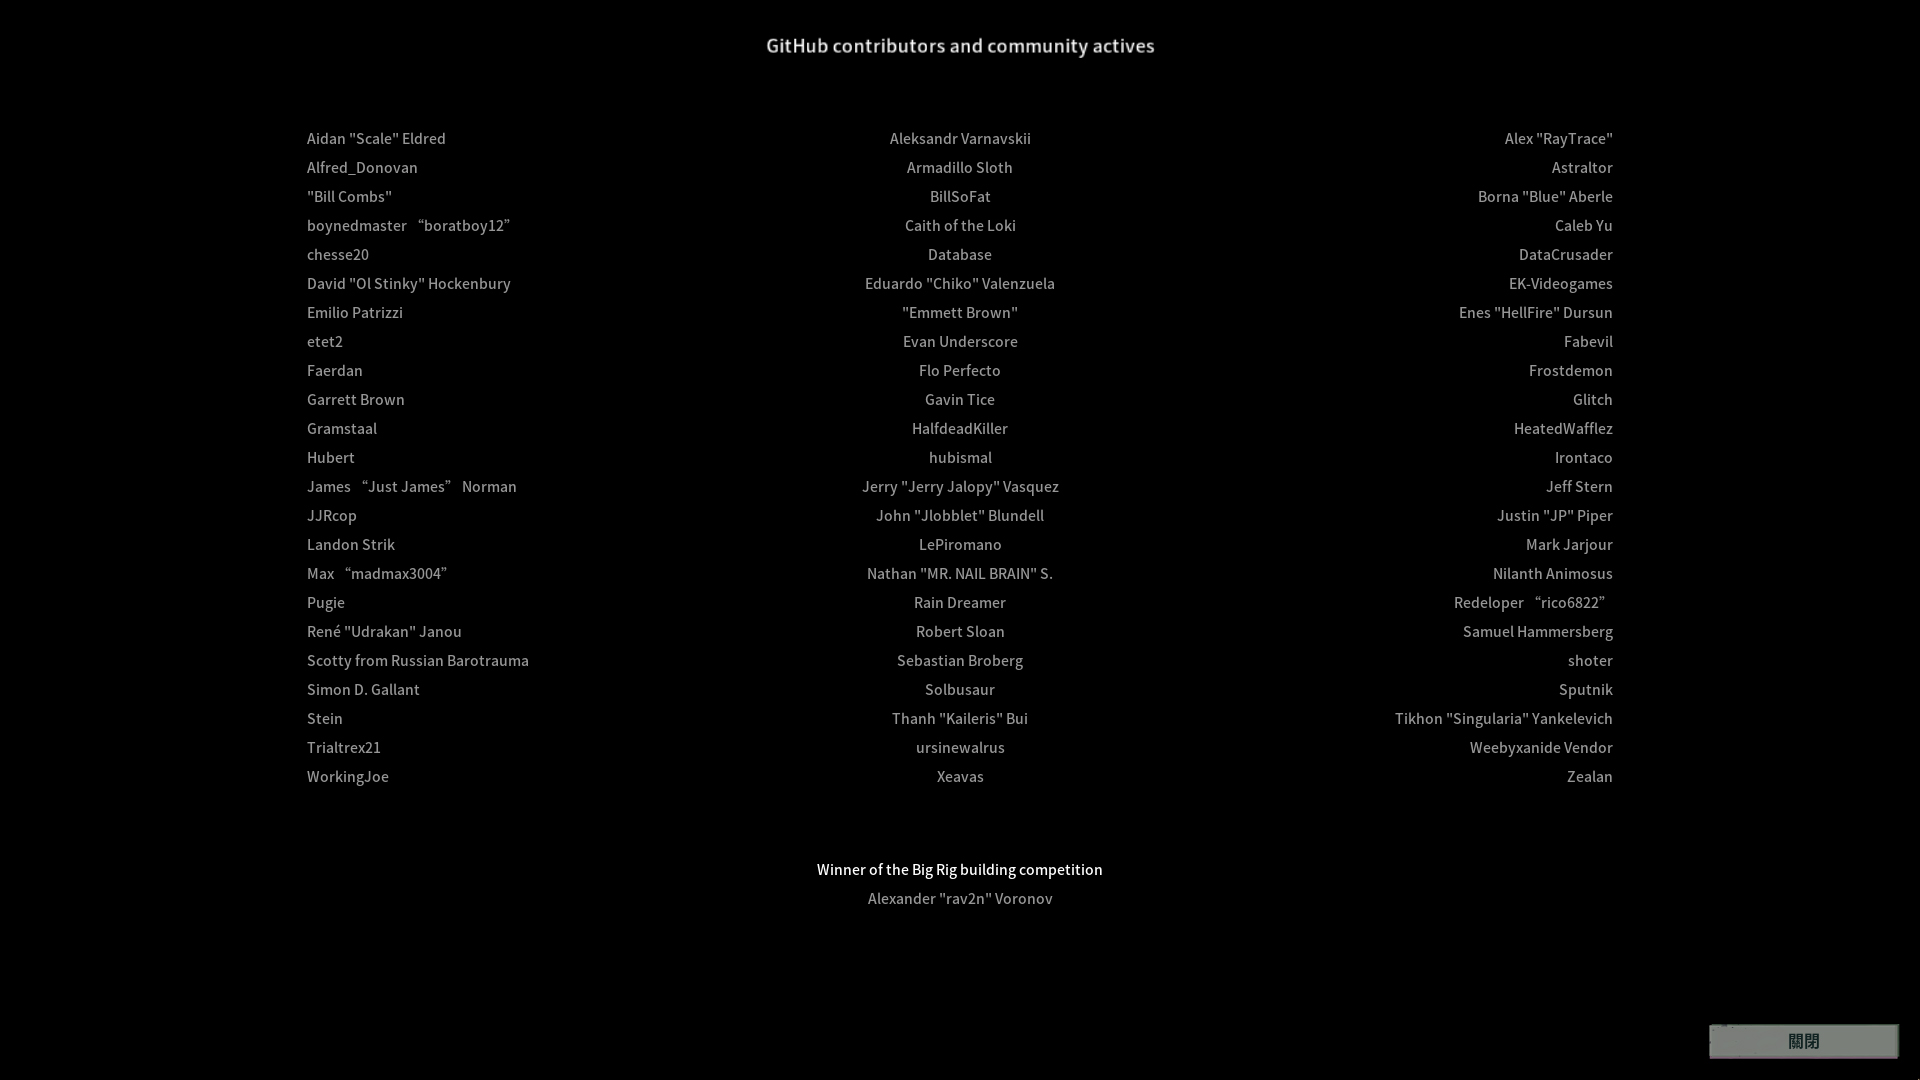 GitHub contributors and community actives
Aidan "Scale" Eldred
Aleksandr Varnavskii
Alex "RayTrace"
Alfred_Donovan
Armadillo Sloth
Astraltor
"Bill Combs"
BillSoFat
Borna "Blue" Aberle
boynedmaster “boratboy12”
Caith of the Loki
Caleb Yu
chesse20
Database
DataCrusader
David "Ol Stinky" Hockenbury
Eduardo "Chiko" Valenzuela
EK-Videogames
Emilio Patrizzi
"Emmett Brown"
Enes "HellFire" Dursun
etet2
Evan Underscore
Fabevil
Faerdan
Flo Perfecto
Frostdemon
Garrett Brown
Gavin Tice
Glitch
Gramstaal
HalfdeadKiller
HeatedWafflez
Hubert
hubismal
Irontaco
James “Just James” Norman
Jerry "Jerry Jalopy" Vasquez
Jeff Stern
JJRcop
John "Jlobblet" Blundell
Justin "JP" Piper
Landon Strik
LePiromano
Mark Jarjour
Max “madmax3004”
Nathan "MR. NAIL BRAIN" S.
Nilanth Animosus
Pugie
Rain Dreamer
Redeloper “rico6822”
René "Udrakan" Janou
Robert Sloan
Samuel Hammersberg
Scotty from Russian Barotrauma
Sebastian Broberg
shoter
Simon D. Gallant
Solbusaur
Sputnik
Stein
Thanh "Kaileris" Bui
Tikhon "Singularia" Yankelevich
Trialtrex21
ursinewalrus
Weebyxanide Vendor
WorkingJoe
Xeavas
Zealan
Winner of the Big Rig building competition
Alexander "rav2n" Voronov
關閉